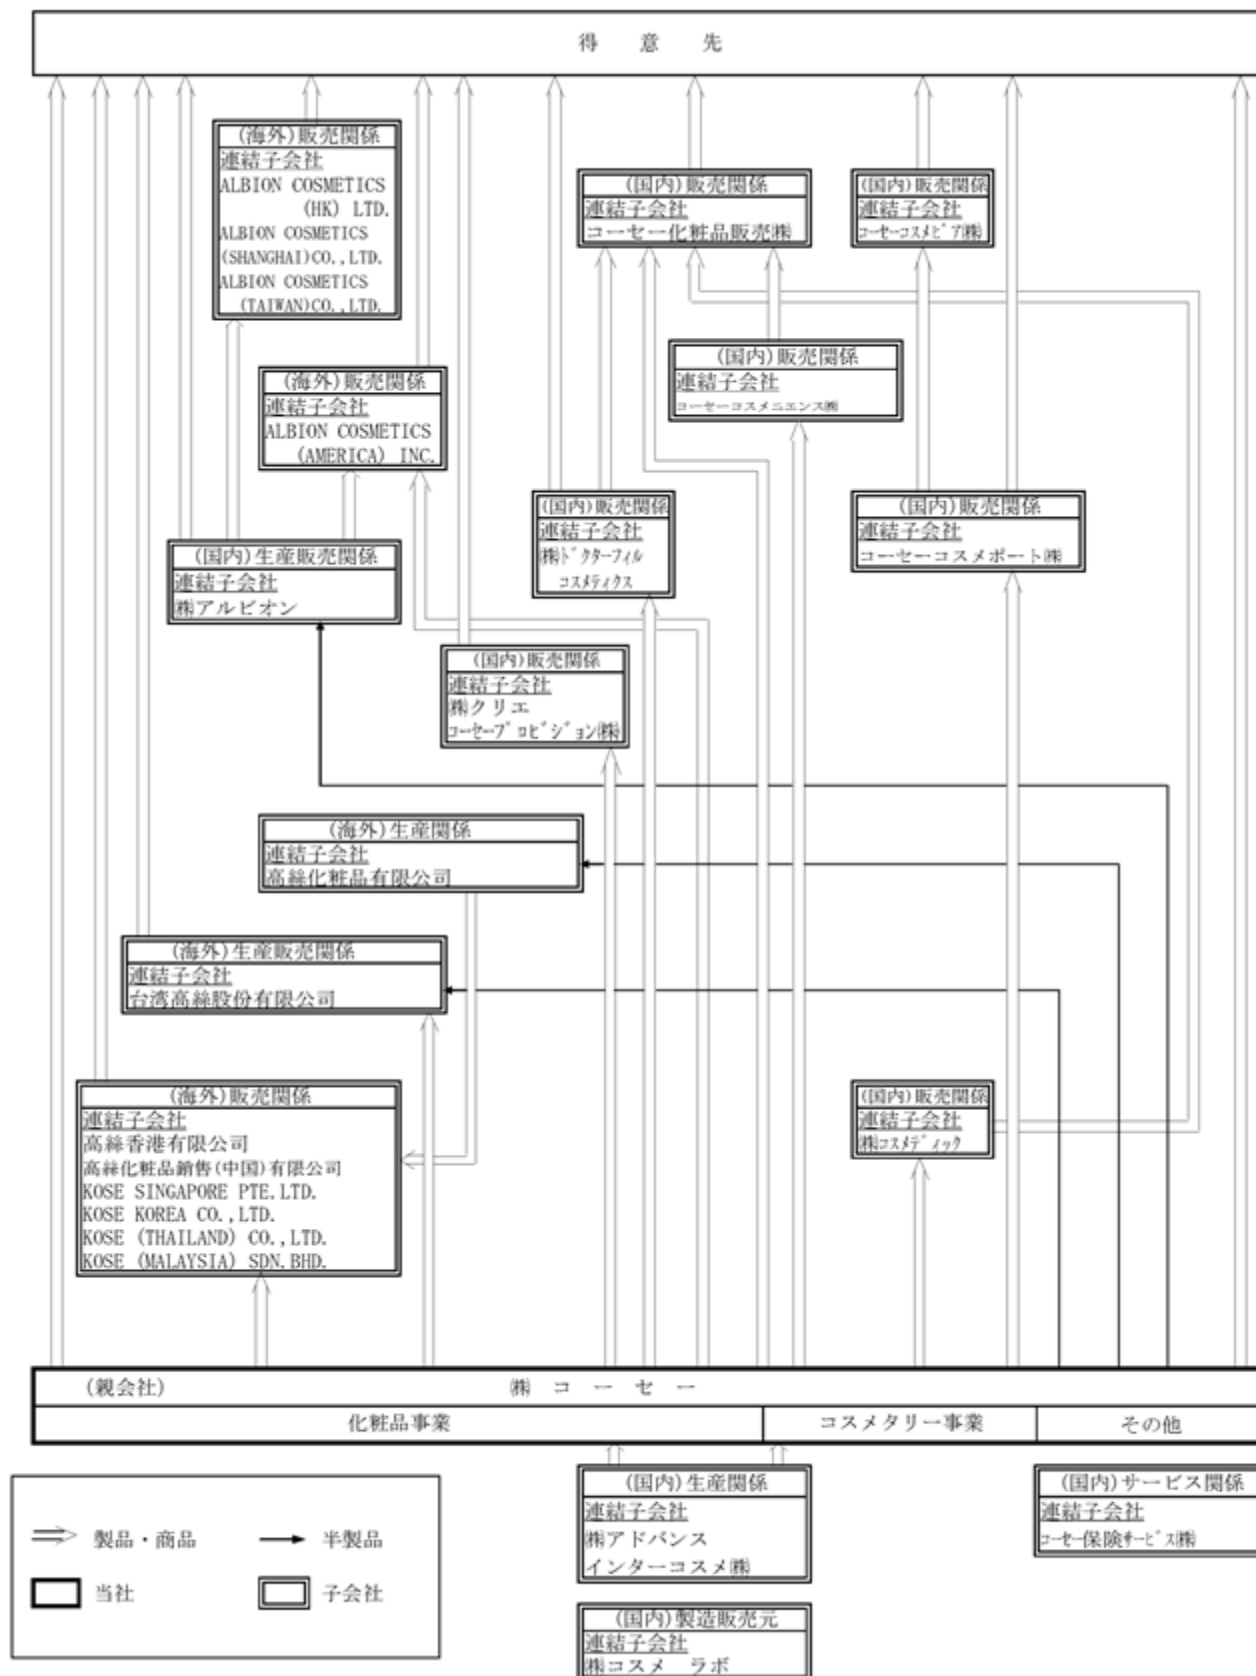 得 意 先
(海外)販売関係
連結子会社
ALBION COSMETICS
(HK) LTD.
ALBION COSMETICS
(SHANGHAI)CO.,LTD.
ALBION COSMETICS
(TAIWAN)CO.,LTD.
(国内)販売関係
連結子会社
コーセー化粧品販売㈱
(国内)販売関係
連結子会社
コーセーコスメピア㈱
(国内)販売関係
連結子会社
コーセーコスメニエンス㈱
(海外)販売関係
連結子会社
ALBION COSMETICS
(AMERICA) INC.
(国内)販売関係
連結子会社
㈱ドクターフィル
コスメティクス
(国内)販売関係
連結子会社
コーセーコスメポート㈱
(国内)生産販売関係
連結子会社
㈱アルビオン
(国内)販売関係
連結子会社
㈱クリエ
コーセープロビジョン㈱
(海外)生産関係
連結子会社
高絲化粧品有限公司
(海外)生産販売関係
連結子会社
台湾高絲股份有限公司
(海外)販売関係
連結子会社
高絲香港有限公司
高絲化粧品銷售(中国)有限公司
KOSE SINGAPORE PTE.LTD.
KOSE KOREA CO.,LTD.
KOSE (THAILAND) CO.,LTD.
KOSE (MALAYSIA) SDN.BHD.
(国内)販売関係
連結子会社
㈱コスメディック
(親会社) ㈱ コ ー セ ー
化粧品事業 コスメタリー事業 その他
(国内)生産関係
連結子会社
㈱アドバンス
インターコスメ㈱
(国内)サービス関係
連結子会社
コーセー保険サービス㈱
(国内)製造販売元
連結子会社
㈱コスメ ラボ
製品・商品 半製品
当社 子会社